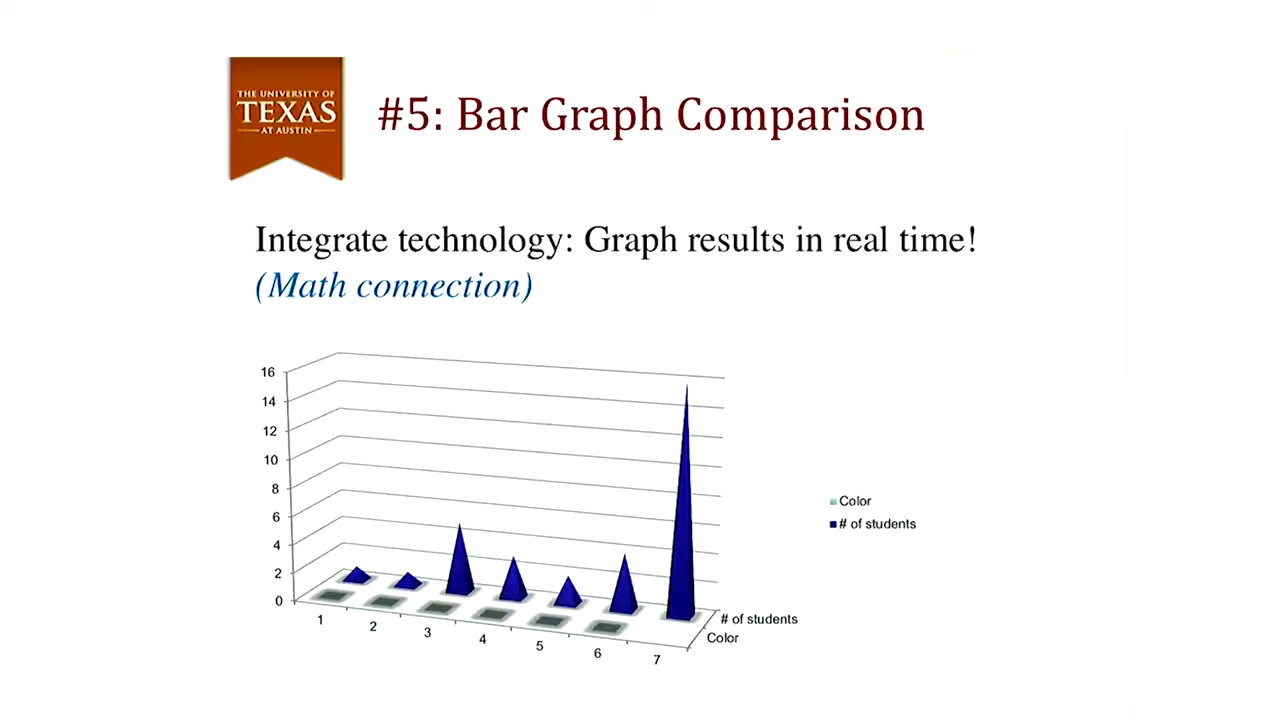 THE UNIVERSITY OF
TEXAS
AT AUSTIN
#5: Bar Graph Comparison
Integrate technology: Graph results in real time!
(Math connection)
16
14
12
10
8
6
4
2
0
1
2
3
4
5
6
7
# of students
Color
Color
# of students